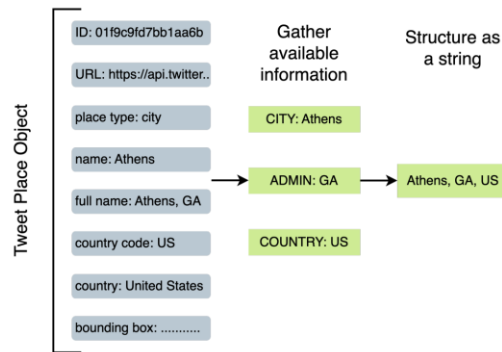 Tweet Place Object
ID: 01f9c9fd7bb1aa6b
URL: https://api.twitter..
place type: city
name: Athens
full name: Athens, GA
country code: US
country: United States
bounding box: ...........
Gather
available
information
CITY: Athens
ADMIN: GA
COUNTRY: US
Structure as
a string
Athens, GA, US